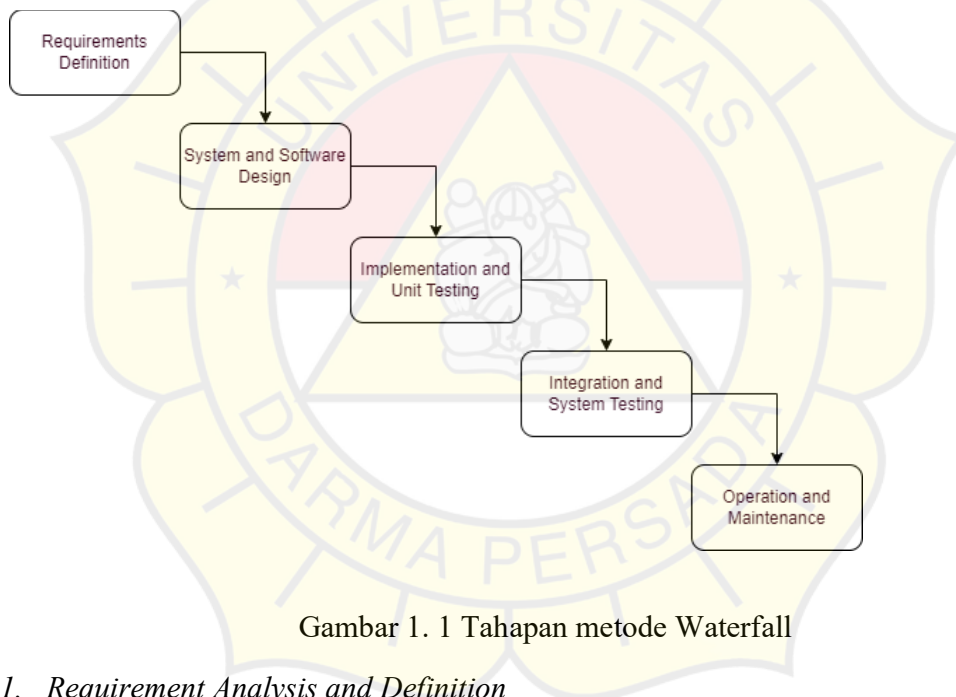 UNIVERSITAS
Requirements
Definition
System and Software
Design
Implementation and
Unit Testing
Integration and
System Testing
Operation and
Maintenance
DARMA PERSADA
Gambar 1. 1 Tahapan metode Waterfall
1. Requirement Analysis and Definition